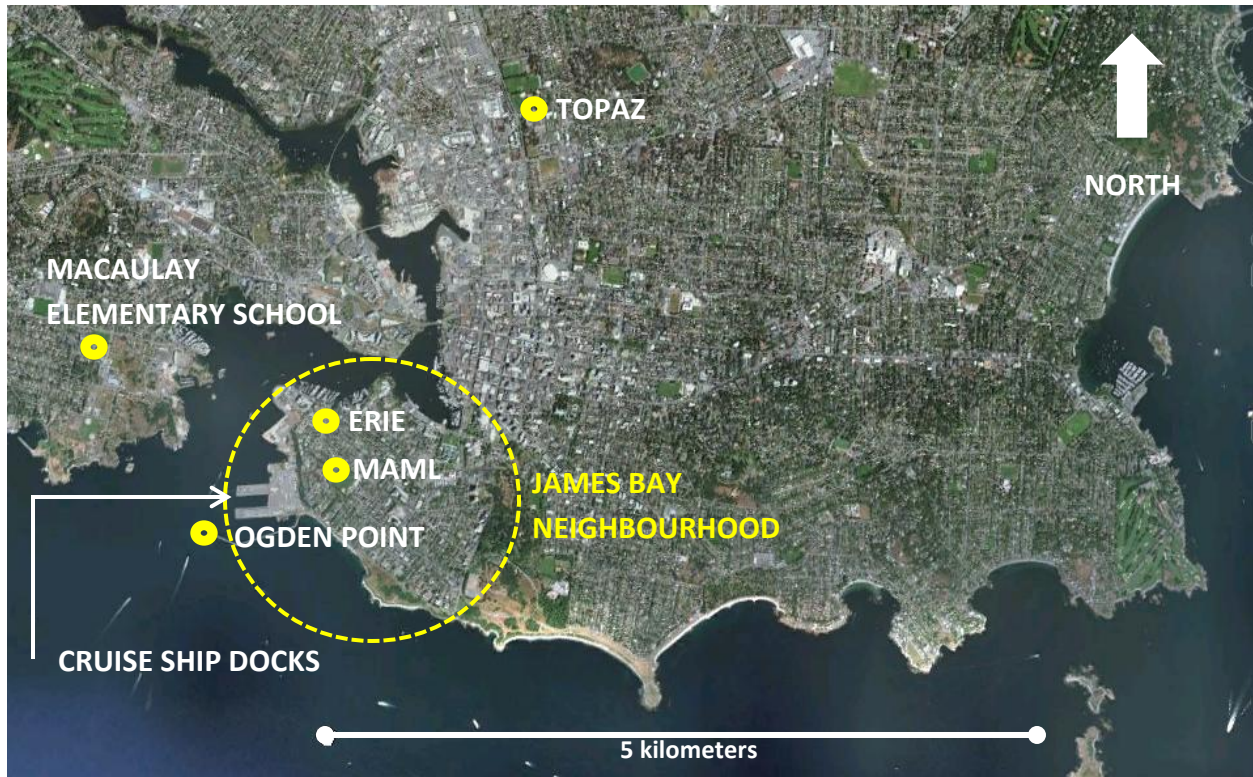 TOPAZ
NORTH
MACAULAY
ELEMENTARY SCHOOL
ERIE
MAML
JAMES BAY
NEIGHBOURHOOD
OGDEN POINT
CRUISE SHIP DOCKS
5 kilometers